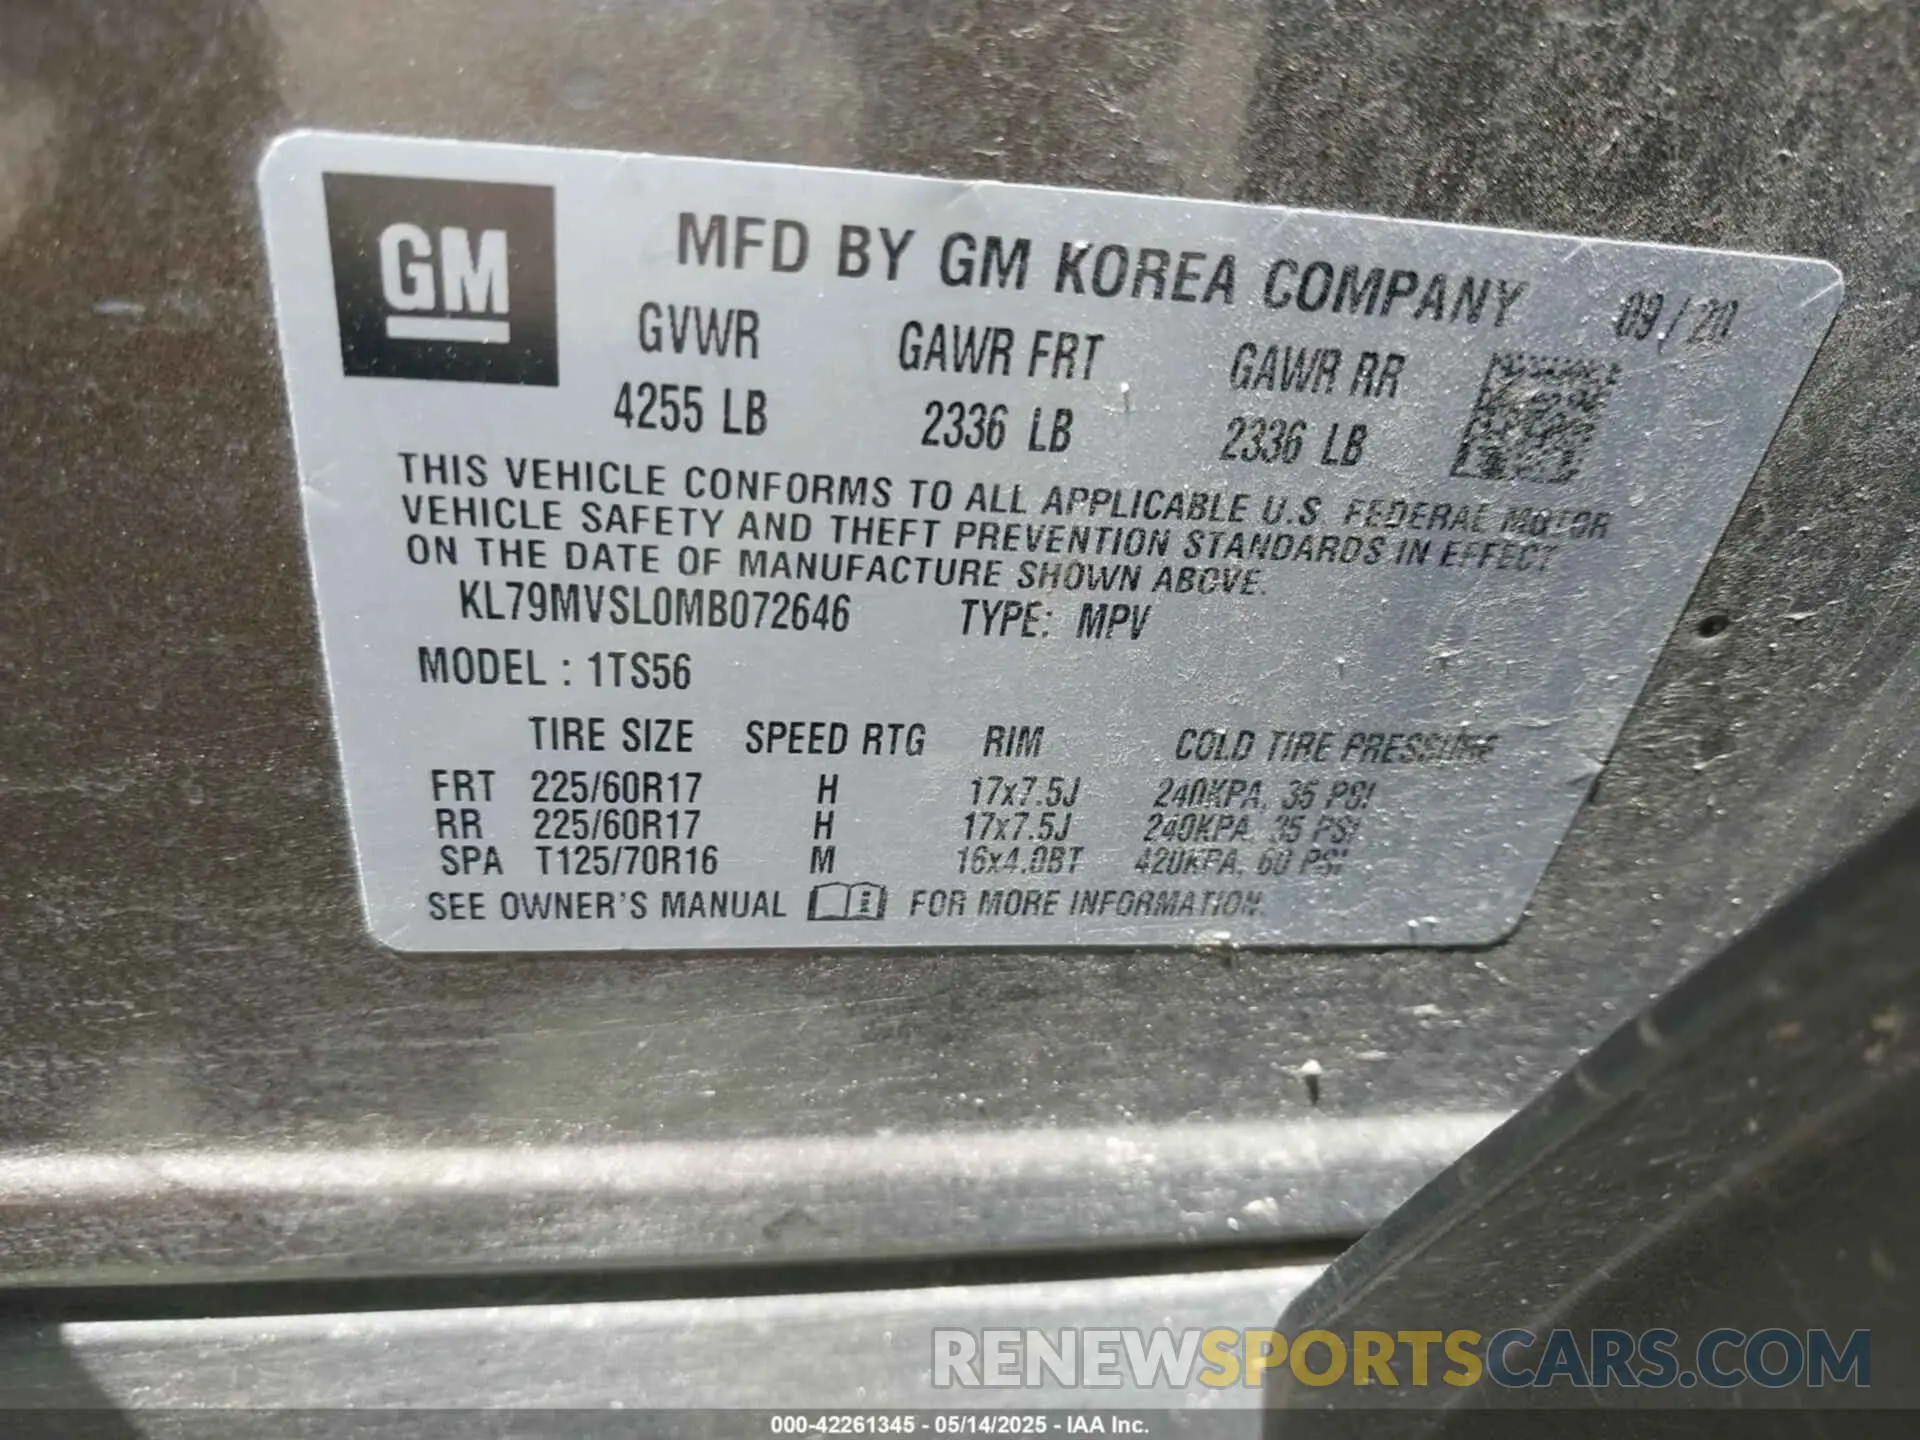 GM
MFD BY GM KOREA COMPANY 09/20
GVWR GAWR FRT GAWR RR
4255 LB 2336 LB 2336 LB
THIS VEHICLE CONFORMS TO ALL APPLICABLE U.S. FEDERAL MOTOR
VEHICLE SAFETY AND THEFT PREVENTION STANDARDS IN EFFECT
ON THE DATE OF MANUFACTURE SHOWN ABOVE.
KL79MVSL0MB072646 TYPE: MPV
MODEL : 1TS56
TIRE SIZE SPEED RTG RIM COLD TIRE PRESSURE
FRT 225/60R17 H 17x7.5J 240KPA, 35 PSI
RR 225/60R17 H 17x7.5J 240KPA, 35 PSI
SPA T125/70R16 M 16x4.0BT 420KPA, 60 PSI
SEE OWNER'S MANUAL FOR MORE INFORMATION.
RENEWSPORTSCARS.COM
000-42261345 - 05/14/2025 - IAA Inc.